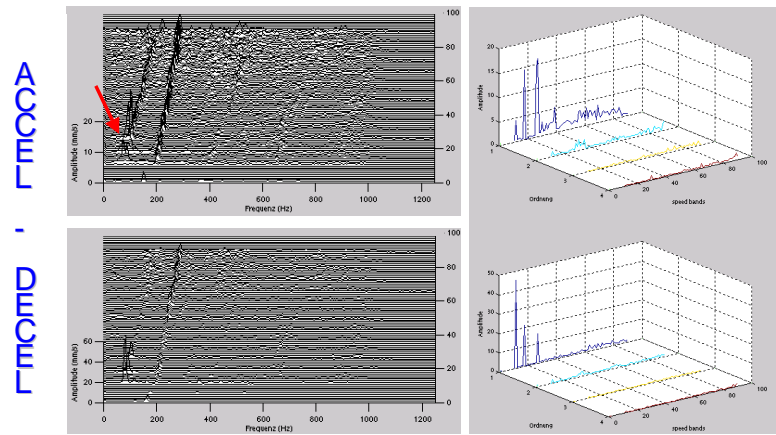 ACCEL - DECEL
100
80
60
40
20
0
20
10
0
Amplitude (mm/s)
0 200 400 600 800 1000 1200
Frequenz (Hz)
20
15
10
5
0
Amplitude
1 2 3 4
Ordnung
20 40 60 80 100
speed bands
100
80
60
40
20
0
60
40
20
0
Amplitude (mm/s)
0 200 400 600 800 1000 1200
Frequenz (Hz)
50
40
30
20
10
0
Amplitude
1 2 3 4
Ordnung
0 20 40 60 80 100
speed bands